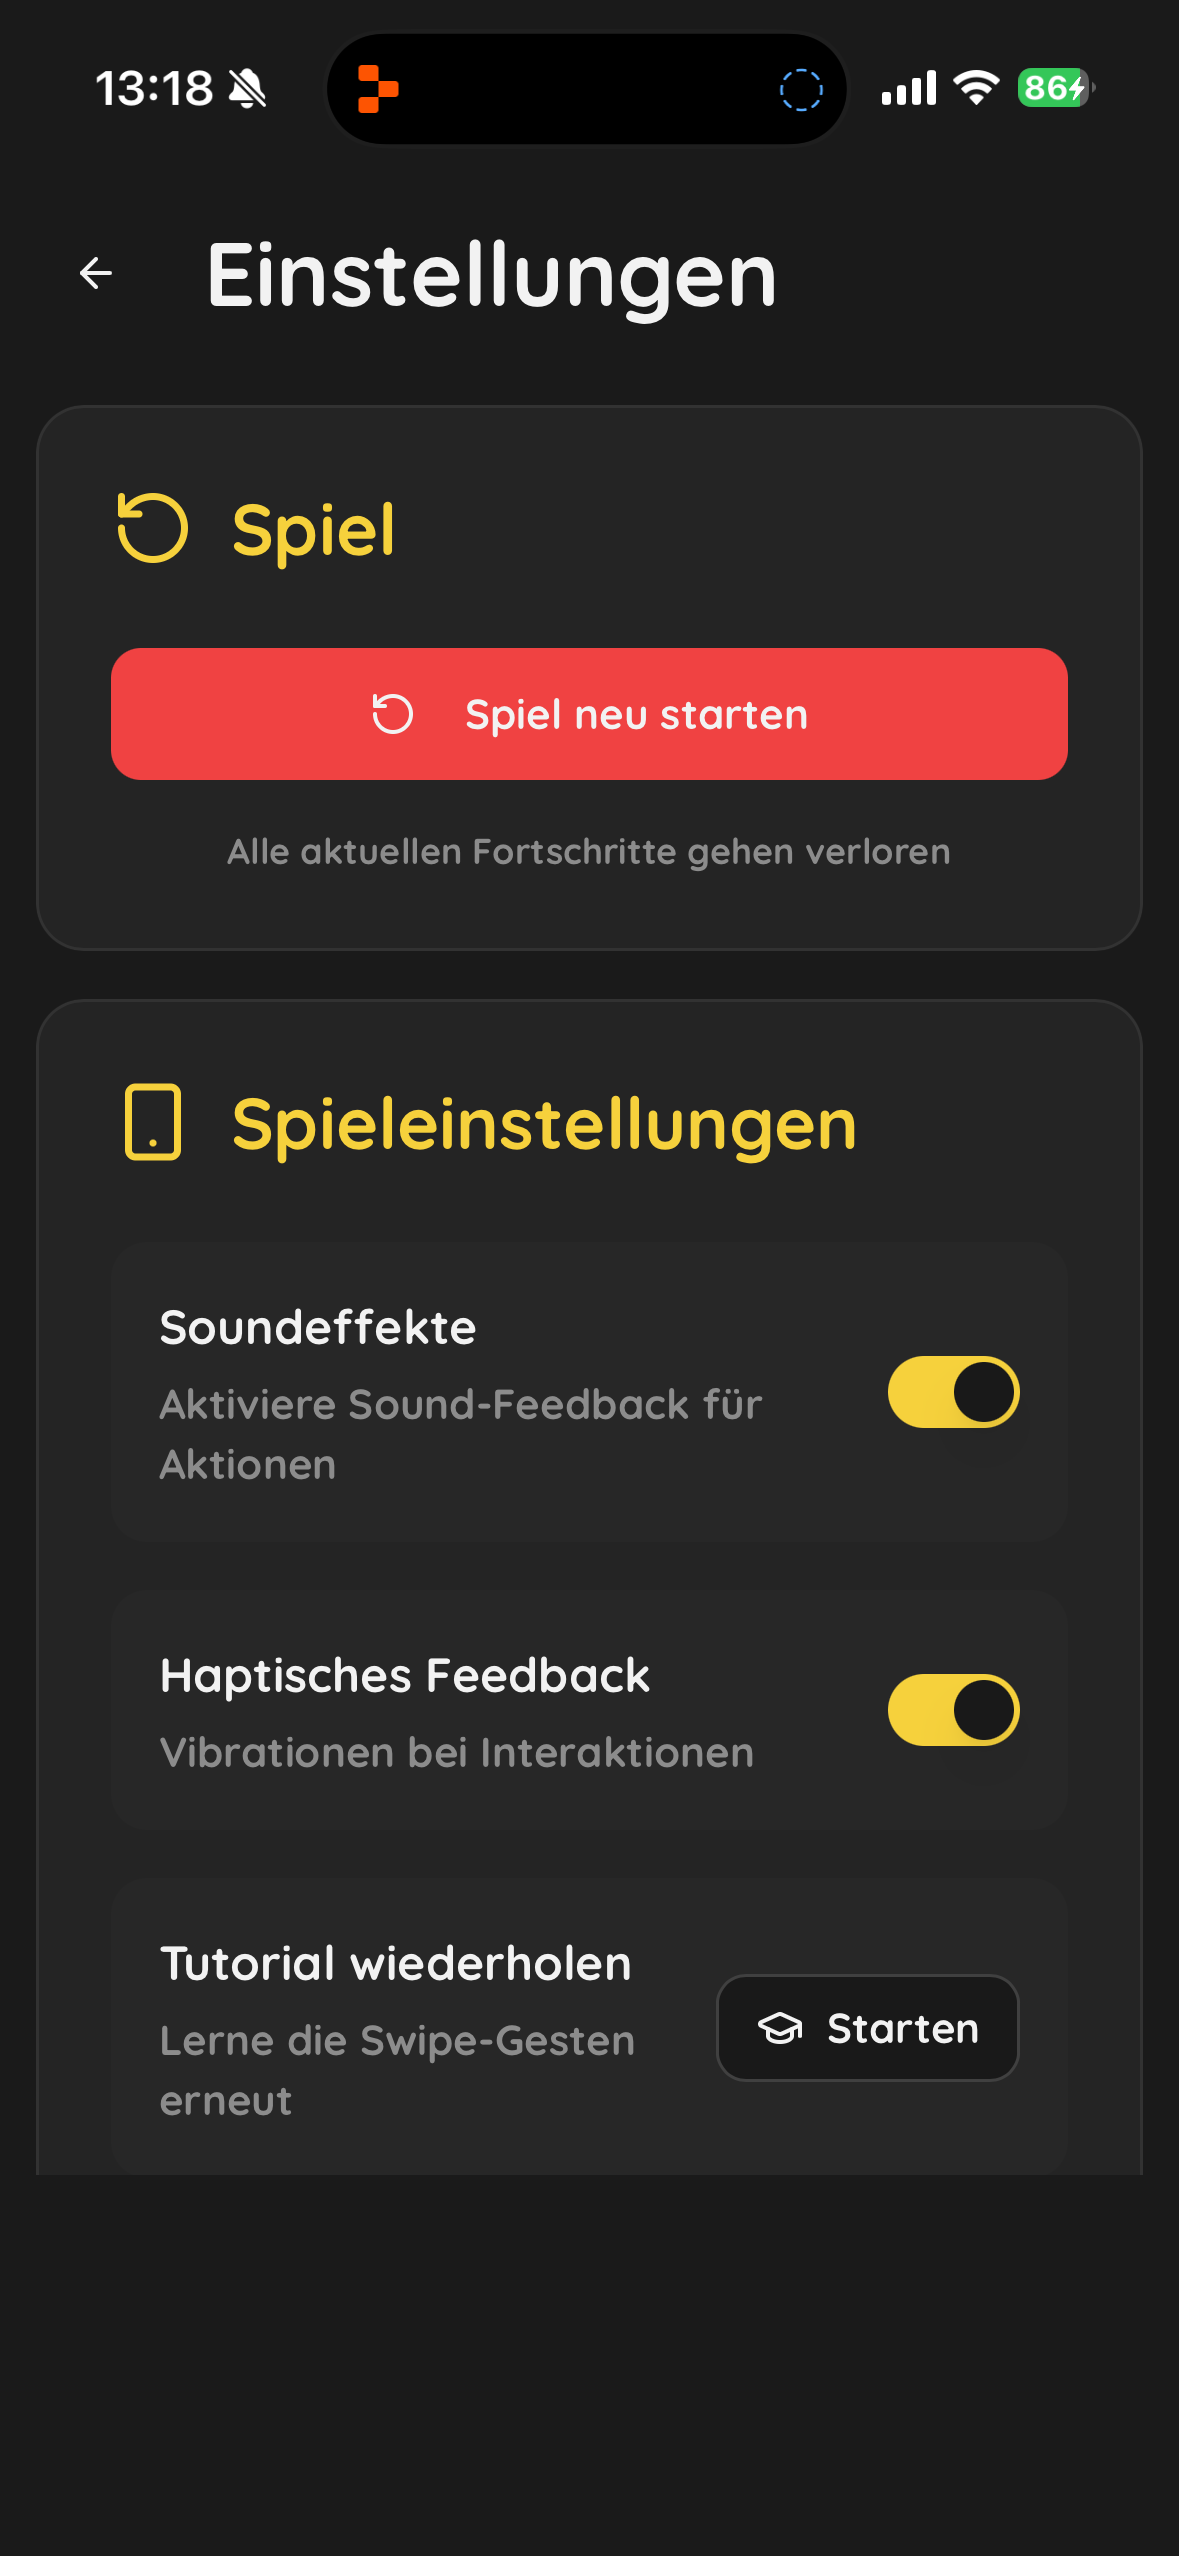 13:18
86
Einstellungen
Spiel
Spiel neu starten
Alle aktuellen Fortschritte gehen verloren
Spieleinstellungen
Soundeffekte
Aktiviere Sound-Feedback für
Aktionen
Haptisches Feedback
Vibrationen bei Interaktionen
Tutorial wiederholen
Lerne die Swipe-Gesten
erneut
Starten